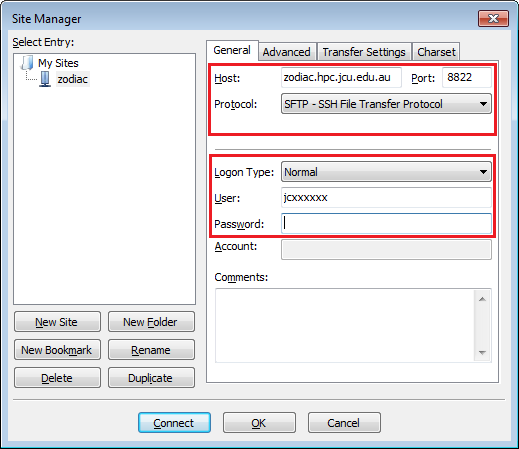 Site Manager
Select Entry:
My Sites
zodiac
New Site New Folder
New Bookmark Rename
Delete Duplicate
General Advanced Transfer Settings Charset
Host: zodiac.hpc.jcu.edu.au Port: 8822
Protocol: SFTP - SSH File Transfer Protocol
Logon Type: Normal
User: jcxxxxxx
Password:
Account:
Comments:
Connect OK Cancel